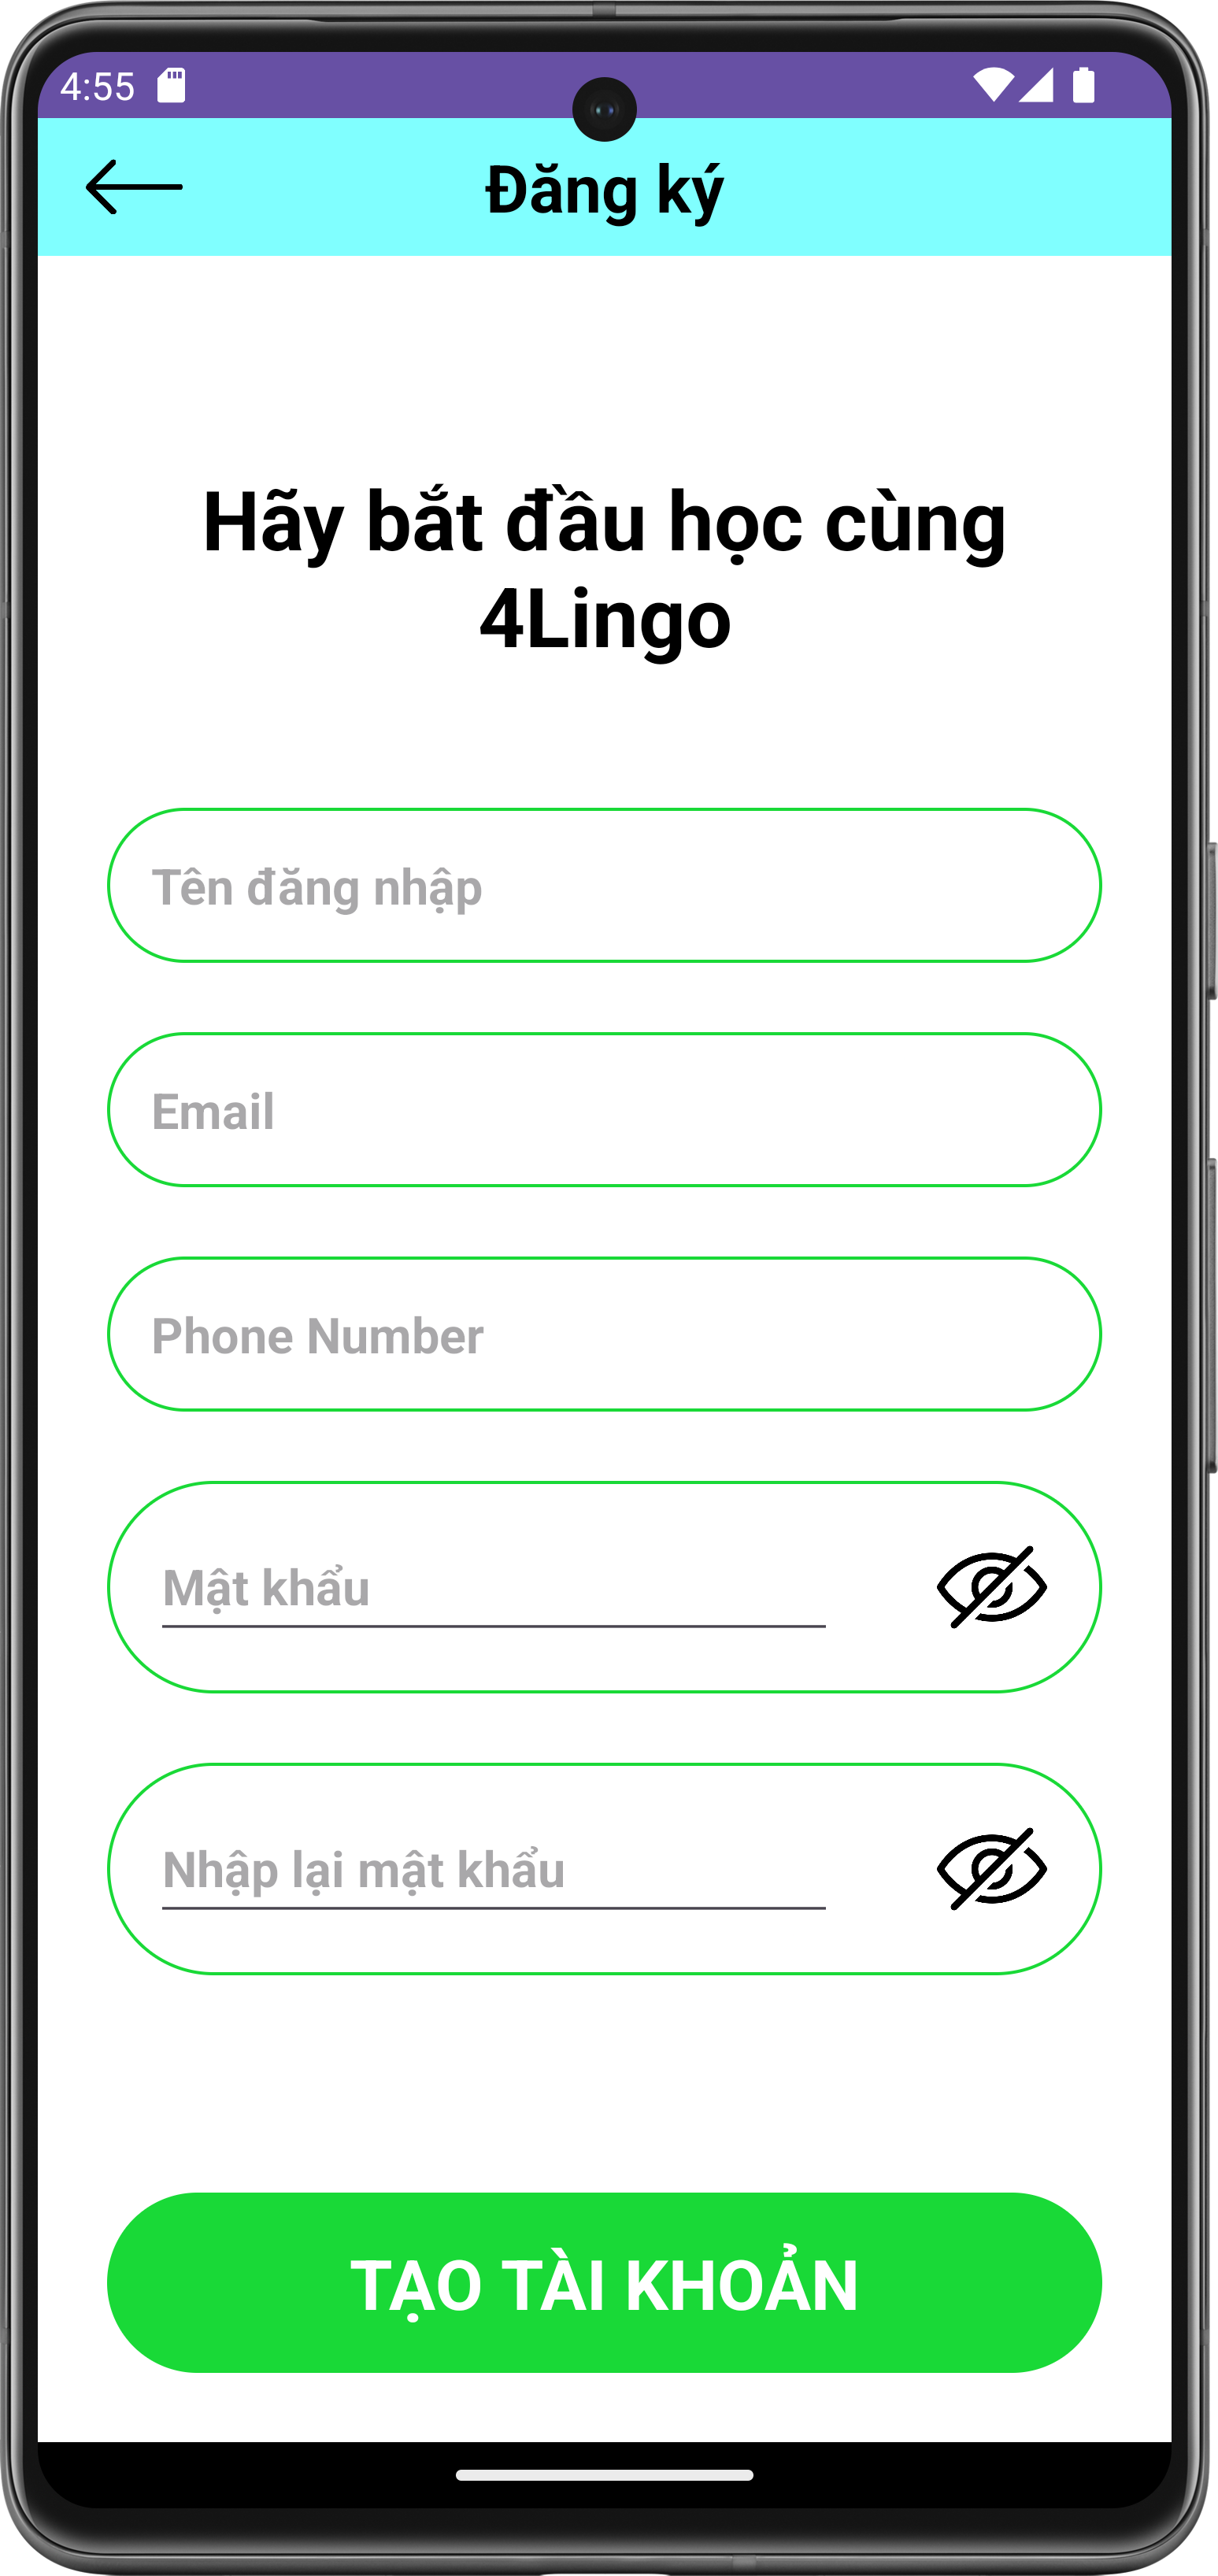 4:55
Đăng ký
Hãy bắt đầu học cùng
4Lingo
Tên đăng nhập
Email
Phone Number
Mật khẩu
Nhập lại mật khẩu
TẠO TÀI KHOẢN